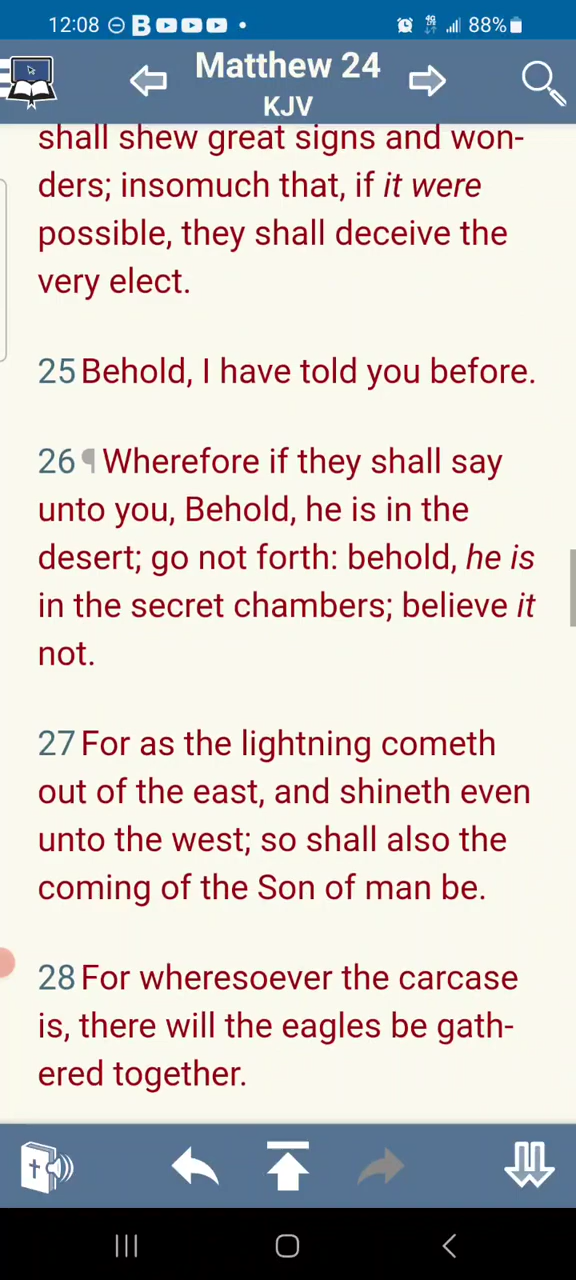 12:08 88%
Matthew 24
KJV
shall shew great signs and won-
ders; insomuch that, if it were
possible, they shall deceive the
very elect.
25 Behold, I have told you before.
26 ¶ Wherefore if they shall say
unto you, Behold, he is in the
desert; go not forth: behold, he is
in the secret chambers; believe it
not.
27 For as the lightning cometh
out of the east, and shineth even
unto the west; so shall also the
coming of the Son of man be.
28 For wheresoever the carcase
is, there will the eagles be gath-
ered together.